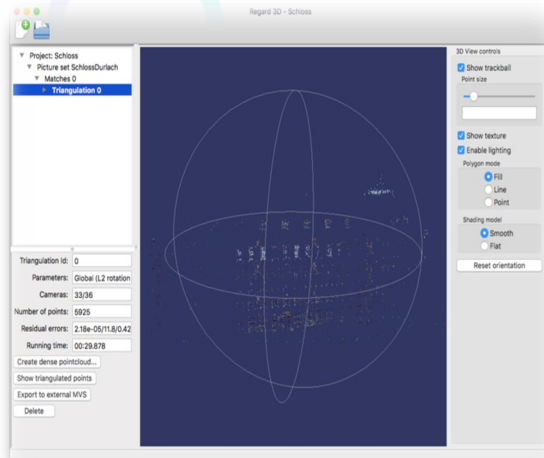 Regard 3D - Schloss
Project: Schloss
Picture set SchlossDurlach
Matches 0
Triangulation 0
Triangulation Id: 0
Parameters: Global (L2 rotation
Cameras: 33/36
Number of points: 5925
Residual errors: 2.18e-05/11.8/0.42
Running time: 00:29.878
Create dense pointcloud...
Show triangulated points
Export to external MVS
Delete
3D View controls
Show trackball
Point size
Show texture
Enable lighting
Polygon mode
Fill
Line
Point
Shading model
Smooth
Flat
Reset orientation